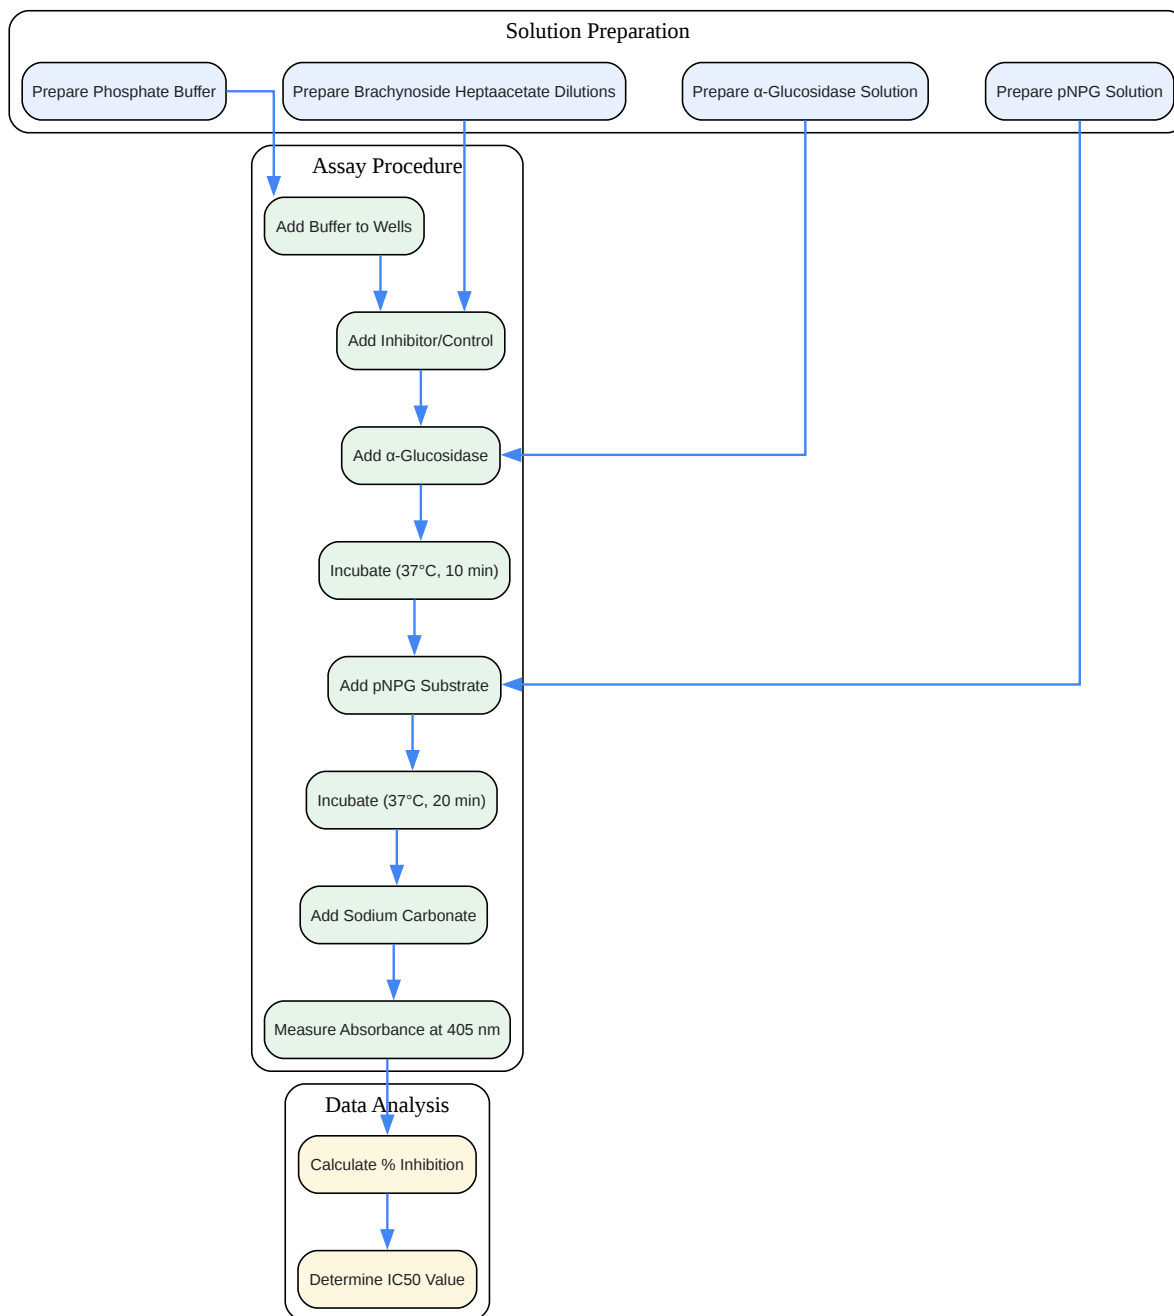 Solution Preparation
Prepare Phosphate Buffer
Prepare Brachynoside Heptaacetate Dilutions
Prepare α-Glucosidase Solution
Prepare pNPG Solution
Assay Procedure
Add Buffer to Wells
Add Inhibitor/Control
Add α-Glucosidase
Incubate (37°C, 10 min)
Add pNPG Substrate
Incubate (37°C, 20 min)
Add Sodium Carbonate
Measure Absorbance at 405 nm
Data Analysis
Calculate % Inhibition
Determine IC50 Value